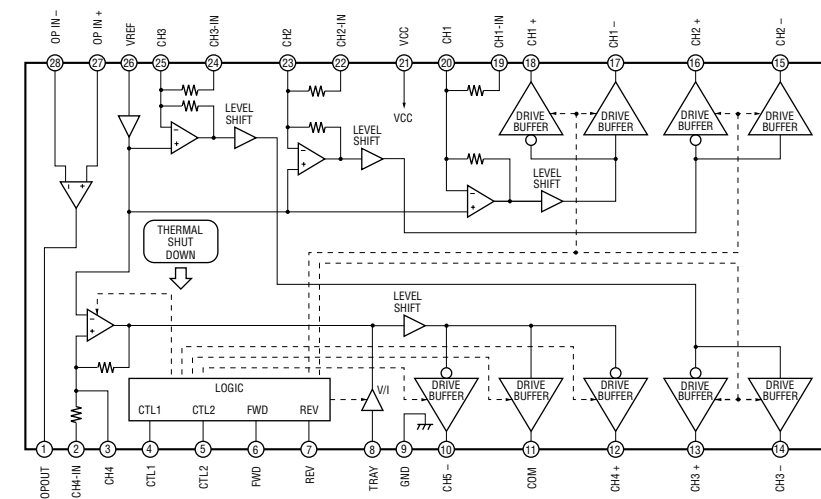 OP IN −
OP IN +
VREF
CH3
CH3-IN
CH2
CH2-IN
VCC
CH1
CH1-IN
CH1 +
CH1 −
CH2 +
CH2 −
28
27
26
25
24
23
22
21
20
19
18
17
16
15
LEVEL
SHIFT
LEVEL
SHIFT
VCC
DRIVE
BUFFER
DRIVE
BUFFER
DRIVE
BUFFER
DRIVE
BUFFER
− +
−
+
−
+
−
+
LEVEL
SHIFT
THERMAL
SHUT
DOWN
−
+
LEVEL
SHIFT
LOGIC
CTL1
CTL2
FWD
REV
V/I
DRIVE
BUFFER
DRIVE
BUFFER
DRIVE
BUFFER
DRIVE
BUFFER
DRIVE
BUFFER
1
2
3
4
5
6
7
8
9
10
11
12
13
14
OPOUT
CH4-IN
CH4
CTL1
CTL2
FWD
REV
TRAY
GND
CH5 −
COM
CH4 +
CH3 +
CH3 −